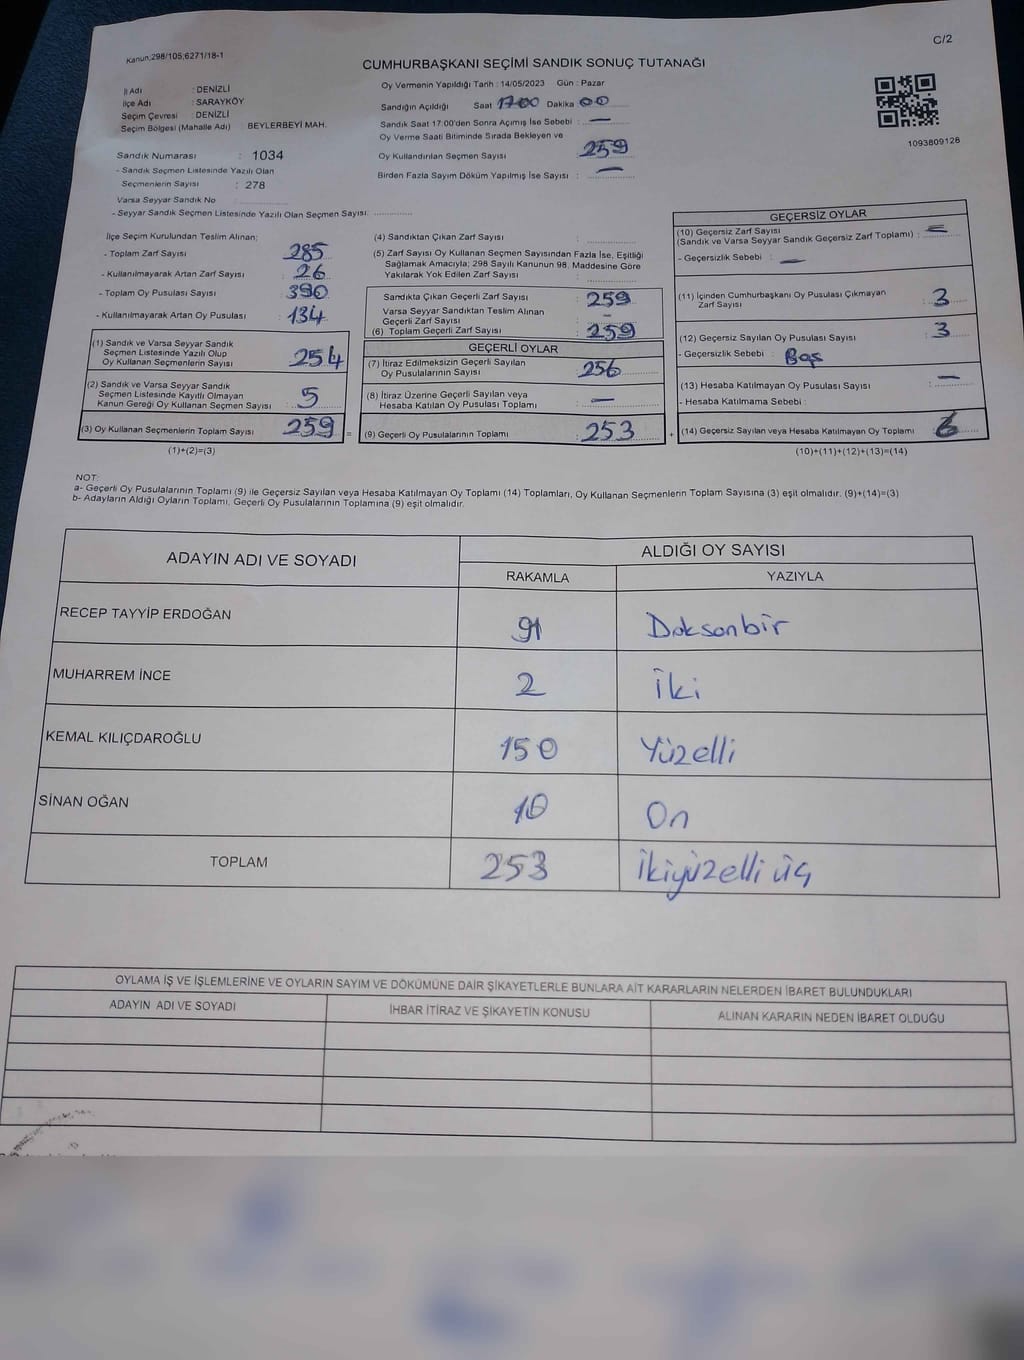 Kanun:298/105;6271/18-1
C/2
CUMHURBAŞKANI SEÇİMİ SANDIK SONUÇ TUTANAĞI
İl Adı : DENİZLİ
İlçe Adı : SARAYKÖY
Seçim Çevresi : DENİZLİ
Seçim Bölgesi (Mahalle Adı) BEYLERBEYİ MAH.
Oy Vermenin Yapıldığı Tarih : 14/05/2023 Gün : Pazar
Sandığın Açıldığı Saat 17:00 Dakika 00
Sandık Saat 17:00'den Sonra Açmış İse Sebebi : —
Oy Verme Saati Bitiminde Sırada Bekleyen ve
Oy Kullandırılan Seçmen Sayısı 259
Birden Fazla Sayım Döküm Yapılmış İse Sayısı : —
1093809128
Sandık Numarası : 1034
- Sandık Seçmen Listesinde Yazılı Olan
Seçmenlerin Sayısı : 278
Varsa Seyyar Sandık No
- Seyyar Sandık Seçmen Listesinde Yazılı Olan Seçmen Sayısı:
İlçe Seçim Kurulundan Teslim Alınan;
- Toplam Zarf Sayısı 285
- Kullanılmayarak Artan Zarf Sayısı : 26
- Toplam Oy Pusulası Sayısı : 390
- Kullanılmayarak Artan Oy Pusulası : 134
(1) Sandık ve Varsa Seyyar Sandık
Seçmen Listesinde Yazılı Olup
Oy Kullanan Seçmenlerin Sayısı 254
(2) Sandık ve Varsa Seyyar Sandık
Seçmen Listesinde Kayıtlı Olmayan
Kanun Gereği Oy Kullanan Seçmen Sayısı : 5
(3) Oy Kullanan Seçmenlerin Toplam Sayısı 259 =
(1)+(2)=(3)
(4) Sandıktan Çıkan Zarf Sayısı :
(5) Zarf Sayısı Oy Kullanan Seçmen Sayısından Fazla İse, Eşitliği
Sağlamak Amacıyla; 298 Sayılı Kanunun 98. Maddesine Göre
Yakılarak Yok Edilen Zarf Sayısı :
Sandıkta Çıkan Geçerli Zarf Sayısı : 259
Varsa Seyyar Sandıktan Teslim Alınan
Geçerli Zarf Sayısı : —
(6) Toplam Geçerli Zarf Sayısı : 259
GEÇERLİ OYLAR
(7) İtiraz Edilmeksizin Geçerli Sayılan
Oy Pusulalarının Sayısı : 256
(8) İtiraz Üzerine Geçerli Sayılan veya
Hesaba Katılan Oy Pusulası Toplamı : —
(9) Geçerli Oy Pusulalarının Toplamı : 253 +
GEÇERSİZ OYLAR
(10) Geçersiz Zarf Sayısı
(Sandık ve Varsa Seyyar Sandık Geçersiz Zarf Toplamı) : —
- Geçersizlik Sebebi : —
(11) İçinden Cumhurbaşkanı Oy Pusulası Çıkmayan
Zarf Sayısı : 3
(12) Geçersiz Sayılan Oy Pusulası Sayısı : 3
- Geçersizlik Sebebi : Boş
(13) Hesaba Katılmayan Oy Pusulası Sayısı : —
- Hesaba Katılmama Sebebi :
(14) Geçersiz Sayılan veya Hesaba Katılmayan Oy Toplamı : 6
(10)+(11)+(12)+(13)=(14)
NOT:
a- Geçerli Oy Pusulalarının Toplamı (9) ile Geçersiz Sayılan veya Hesaba Katılmayan Oy Toplamı (14) Toplamları, Oy Kullanan Seçmenlerin Toplam Sayısına (3) eşit olmalıdır. (9)+(14)=(3)
b- Adayların Aldığı Oyların Toplamı, Geçerli Oy Pusulalarının Toplamına (9) eşit olmalıdır.
ADAYIN ADI VE SOYADI
ALDIĞI OY SAYISI
RAKAMLA YAZIYLA
RECEP TAYYİP ERDOĞAN 91 Doksanbir
MUHARREM İNCE 2 İki
KEMAL KILIÇDAROĞLU 150 Yüzelli
SİNAN OĞAN 10 On
TOPLAM 253 İkiyüzelli üç
OYLAMA İŞ VE İŞLEMLERİNE VE OYLARIN SAYIM VE DÖKÜMÜNE DAİR ŞİKAYETLERLE BUNLARA AİT KARARLARIN NELERDEN İBARET BULUNDUKLARI
ADAYIN ADI VE SOYADI İHBAR İTİRAZ VE ŞİKAYETİN KONUSU ALINAN KARARIN NEDEN İBARET OLDUĞU